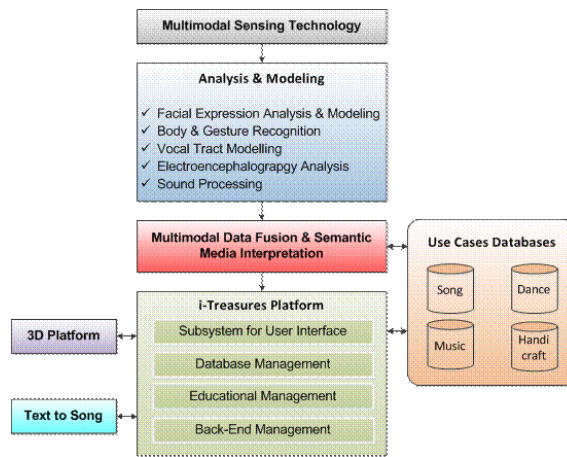 Multimodal Sensing Technology
Analysis & Modeling
✓ Facial Expression Analysis & Modeling
✓ Body & Gesture Recognition
✓ Vocal Tract Modelling
✓ Electroencephalograpgy Analysis
✓ Sound Processing
Multimodal Data Fusion & Semantic
Media Interpretation
Use Cases Databases
Song
Dance
Music
Handi
craft
i-Treasures Platform
Subsystem for User Interface
Database Management
Educational Management
Back-End Management
3D Platform
Text to Song